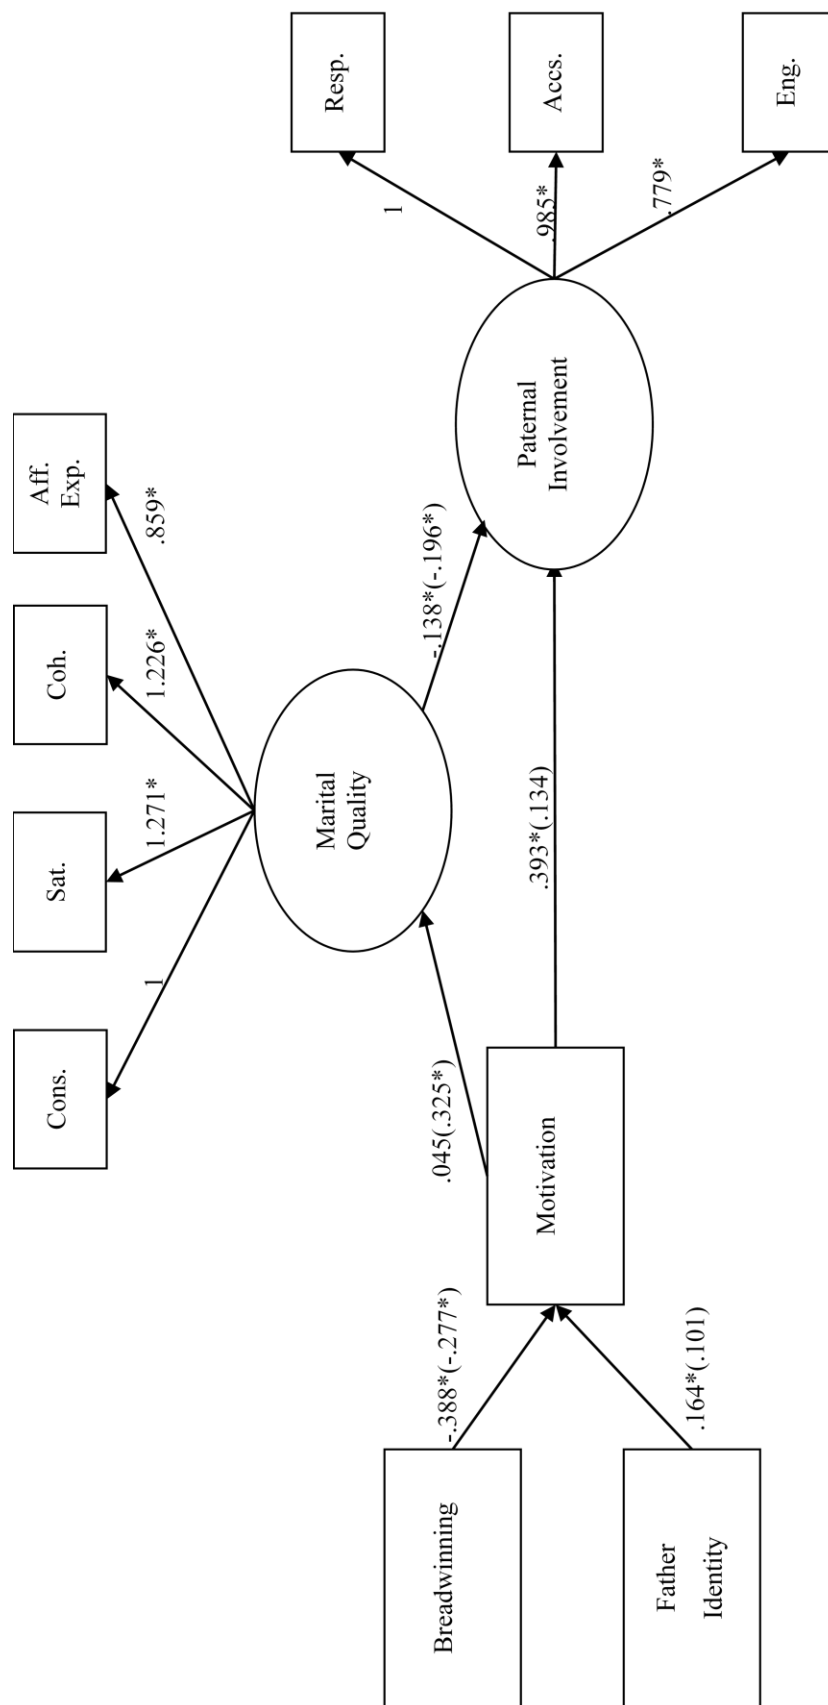 Cons.
Sat.
Coh.
Aff.
Exp.
1
1.271*
1.226*
.859*
Marital
Quality
Resp.
Accs.
Eng.
1
.985*
.779*
Paternal
Involvement
.045(.325*)
-.138*(-.196*)
.393*(.134)
Motivation
-.388*(-.277*)
.164*(.101)
Breadwinning
Father
Identity